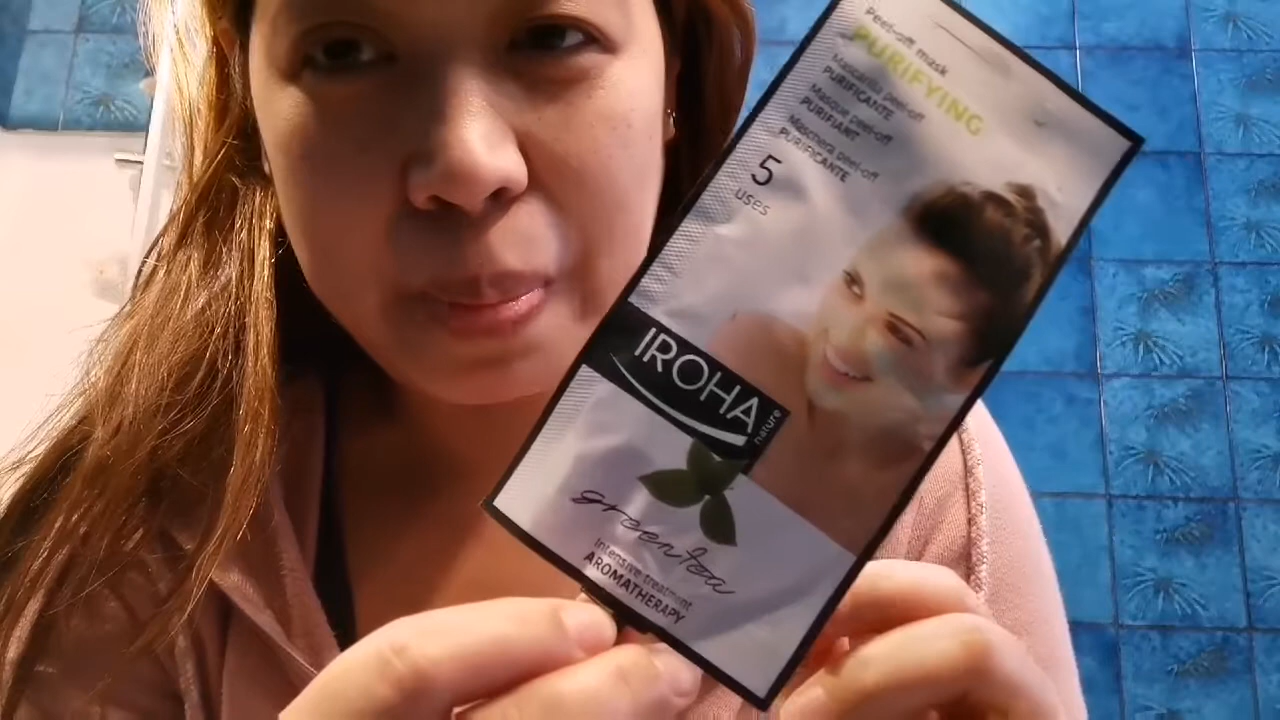 Peel-off mask
PURIFYING
Mascarilla peel-off
PURIFICANTE
Masque peel-off
PURIFIANT
Maschera peel-off
PURIFICANTE
5
uses
IROHA
nature
green tea
Intensive treatment
AROMATHERAPY